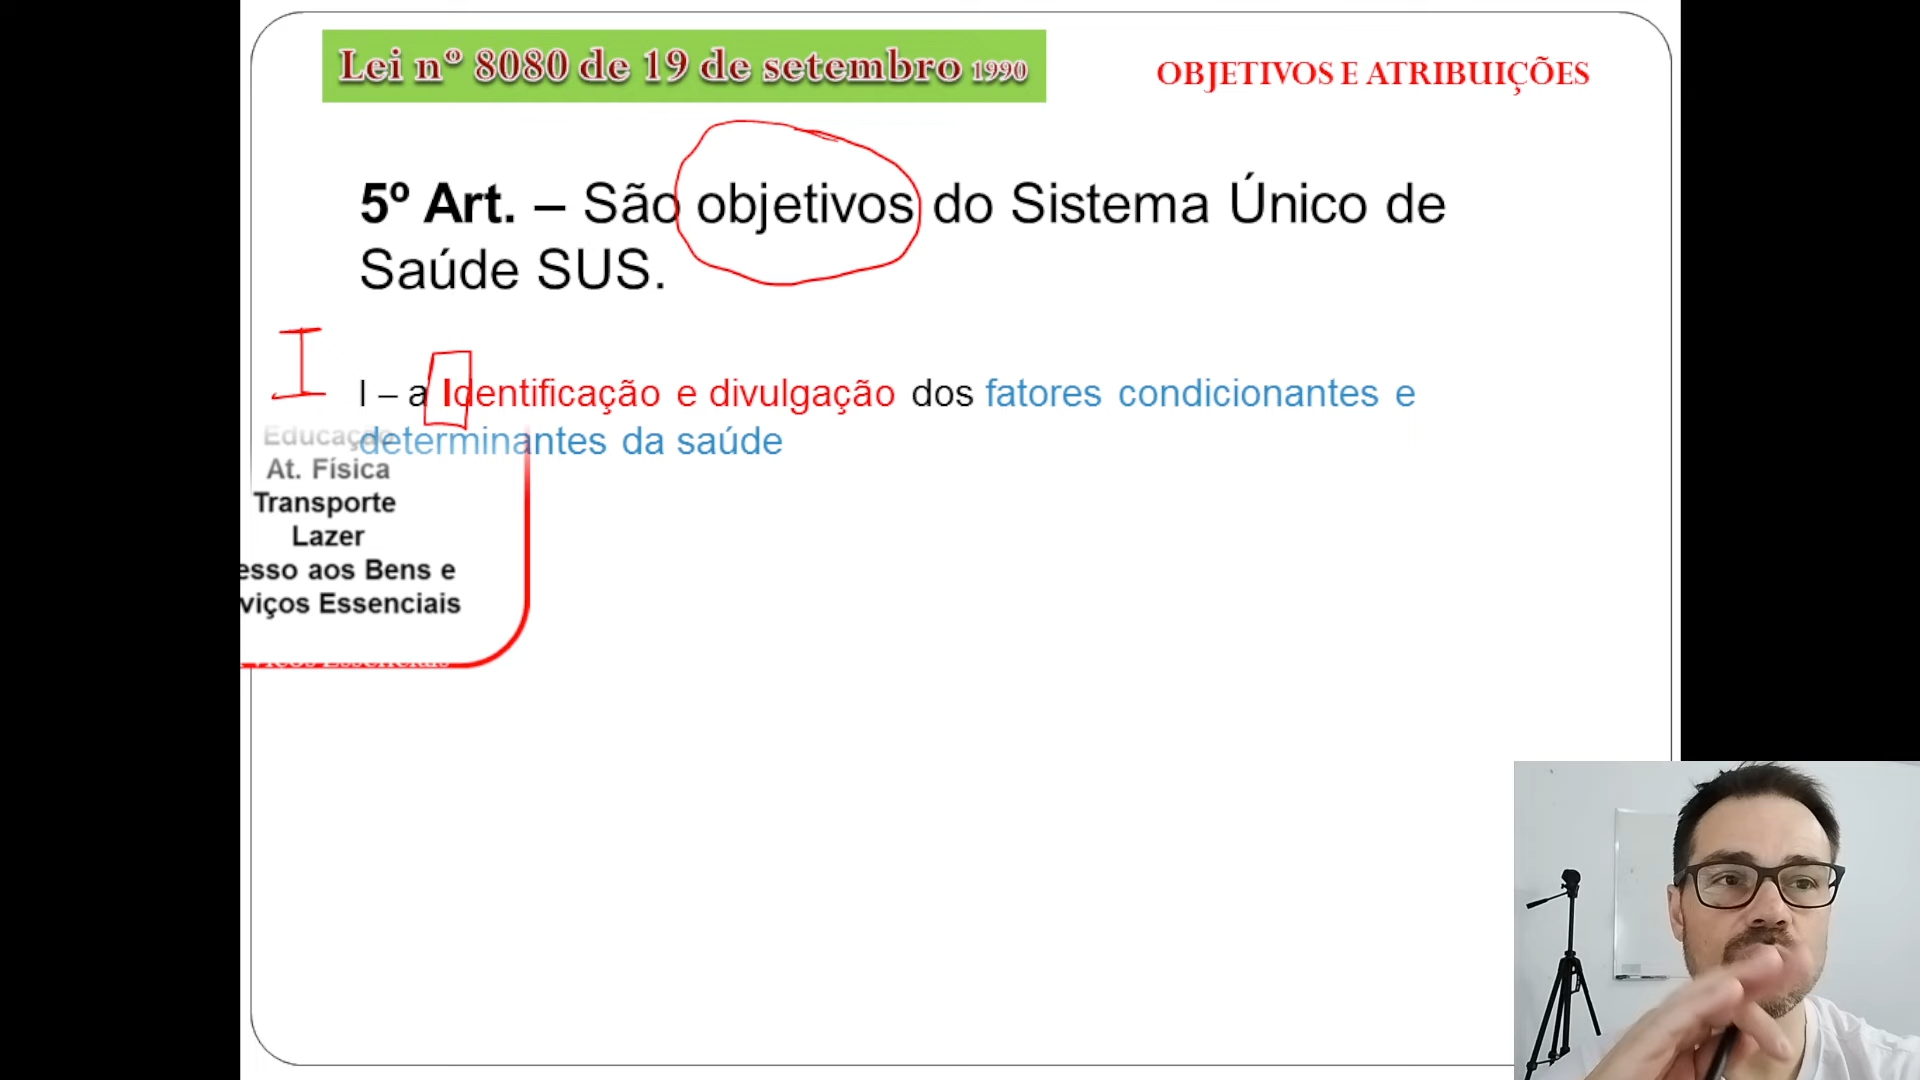 Lei nº 8080 de 19 de setembro 1990
OBJETIVOS E ATRIBUIÇÕES
5º Art. – São objetivos do Sistema Único de
Saúde SUS.
I
I – a Identificação e divulgação dos fatores condicionantes e
determinantes da saúde
Educação
At. Física
Transporte
Lazer
esso aos Bens e
viços Essenciais